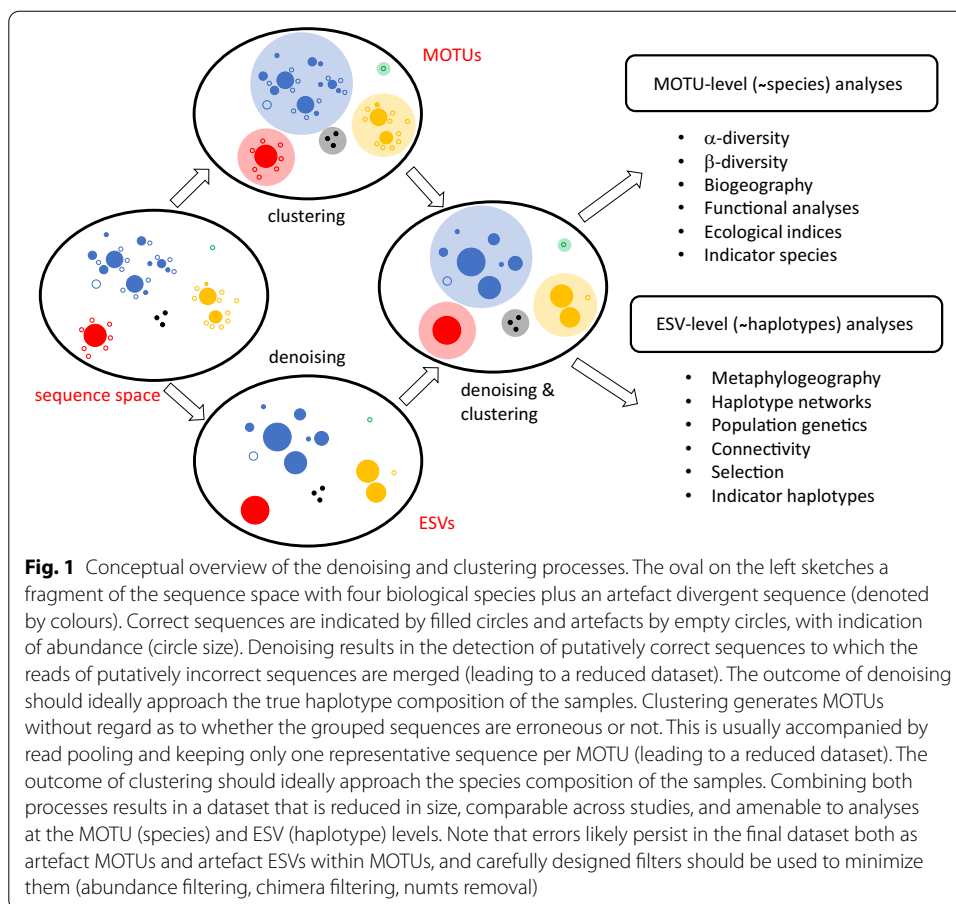 MOTUs
clustering
sequence space
denoising
ESVs
denoising &
clustering
MOTU-level (~species) analyses
• α-diversity
• β-diversity
• Biogeography
• Functional analyses
• Ecological indices
• Indicator species
ESV-level (~haplotypes) analyses
• Metaphylogeography
• Haplotype networks
• Population genetics
• Connectivity
• Selection
• Indicator haplotypes
Fig. 1 Conceptual overview of the denoising and clustering processes. The oval on the left sketches a
fragment of the sequence space with four biological species plus an artefact divergent sequence (denoted
by colours). Correct sequences are indicated by filled circles and artefacts by empty circles, with indication
of abundance (circle size). Denoising results in the detection of putatively correct sequences to which the
reads of putatively incorrect sequences are merged (leading to a reduced dataset). The outcome of denoising
should ideally approach the true haplotype composition of the samples. Clustering generates MOTUs
without regard as to whether the grouped sequences are erroneous or not. This is usually accompanied by
read pooling and keeping only one representative sequence per MOTU (leading to a reduced dataset). The
outcome of clustering should ideally approach the species composition of the samples. Combining both
processes results in a dataset that is reduced in size, comparable across studies, and amenable to analyses
at the MOTU (species) and ESV (haplotype) levels. Note that errors likely persist in the final dataset both as
artefact MOTUs and artefact ESVs within MOTUs, and carefully designed filters should be used to minimize
them (abundance filtering, chimera filtering, numts removal)